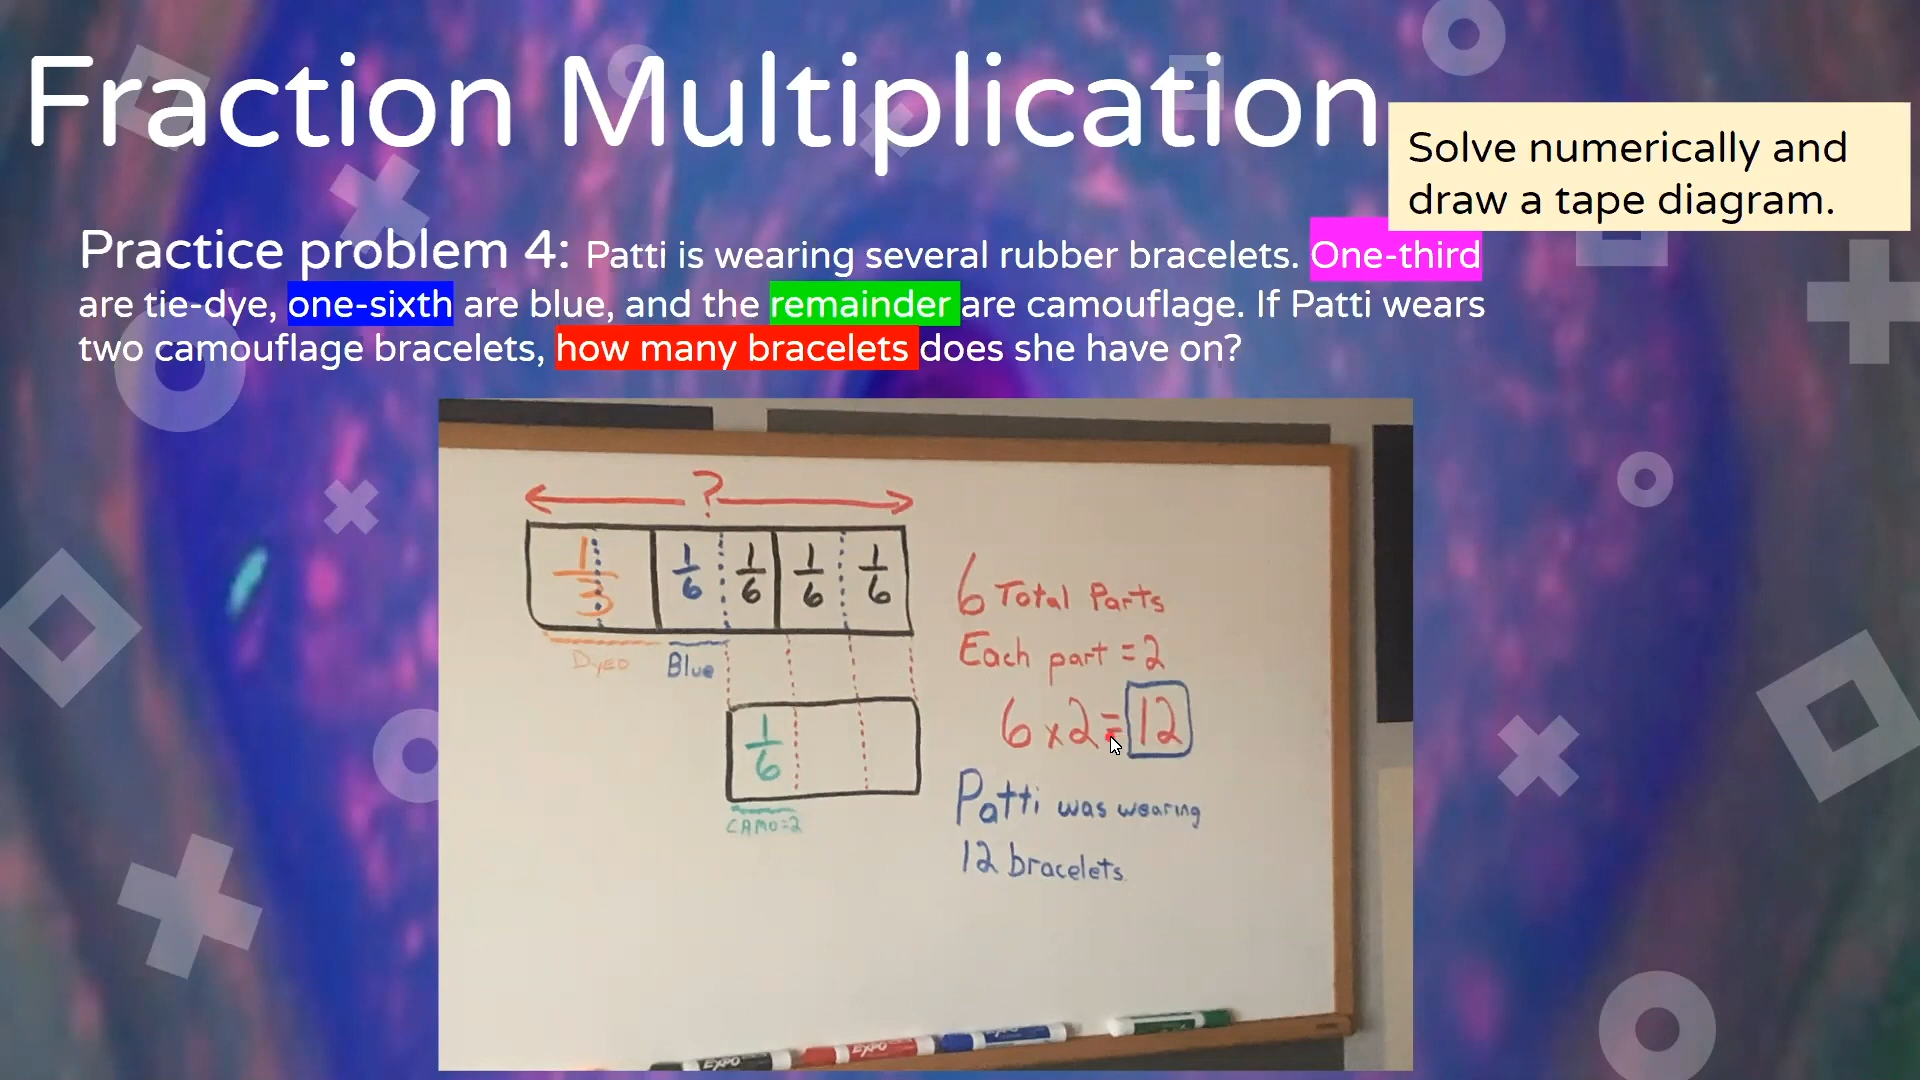 Fraction Multiplication
Solve numerically and
draw a tape diagram.
Practice problem 4: Patti is wearing several rubber bracelets. One-third
are tie-dye, one-sixth are blue, and the remainder are camouflage. If Patti wears
two camouflage bracelets, how many bracelets does she have on?
?
1/3 1/6 1/6 1/6 1/6
Dyed Blue
1/6
CAMO=2
6 Total Parts
Each part = 2
6 x 2 = 12
Patti was wearing
12 bracelets.
EXPO EXPO